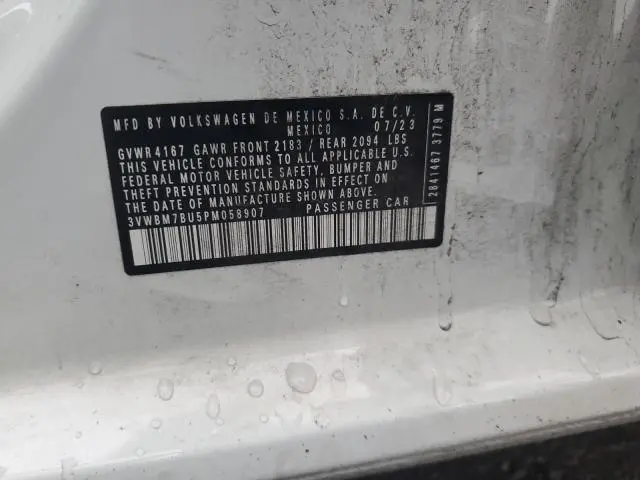 MFD BY VOLKSWAGEN DE MEXICO S.A. DE C.V.
MEXICO 07/23
GVWR 4167 GAWR FRONT 2183 / REAR 2094 LBS
THIS VEHICLE CONFORMS TO ALL APPLICABLE U.S.
FEDERAL MOTOR VEHICLE SAFETY, BUMPER AND
THEFT PREVENTION STANDARDS IN EFFECT ON
THE DATE OF MANUFACTURE SHOWN ABOVE.
3VWBM7BU5PM058907 PASSENGER CAR
2841467 3779 M